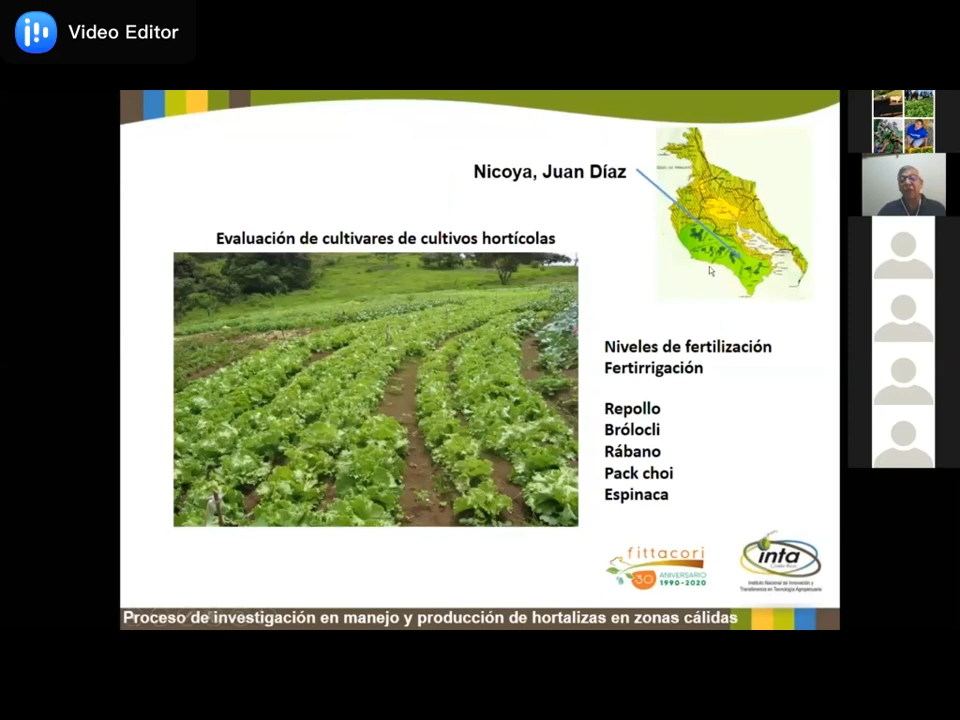 Video Editor
Nicoya, Juan Díaz
Evaluación de cultivares de cultivos hortícolas
Niveles de fertilización
Fertirrigación
Repollo
Brólocli
Rábano
Pack choi
Espinaca
fittacori
30 ANIVERSARIO
1990-2020
inta
Costa Rica
Instituto Nacional de Innovación y
Transferencia en Tecnología Agropecuaria
Proceso de investigación en manejo y producción de hortalizas en zonas cálidas